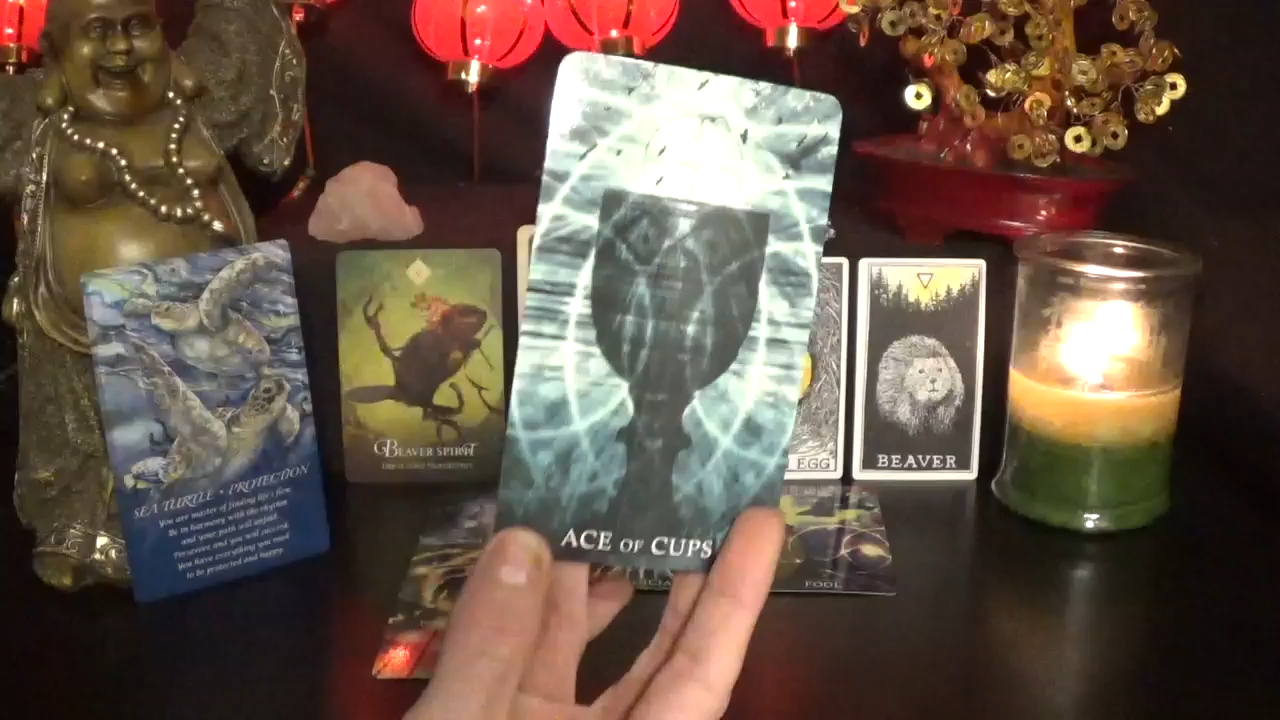 ACE OF CUPS
SEA TURTLE • PROTECTION
You are master of finding life's flow.
Be in harmony with the rhythm
and your path will unfold.
Persevere and you will succeed.
You have everything you need
to be protected and happy.
BEAVER SPIRIT
EGG
BEAVER
FOOL